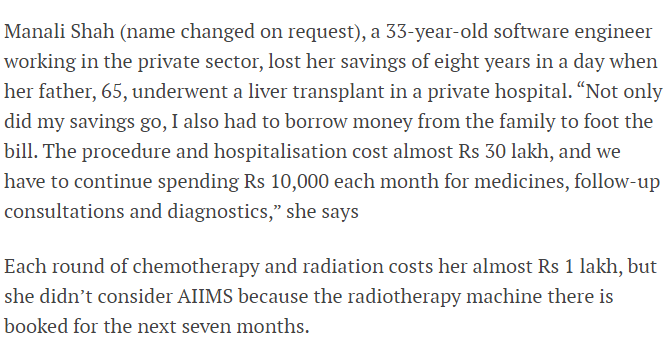 Manali Shah (name changed on request), a 33-year-old software engineer
working in the private sector, lost her savings of eight years in a day when
her father, 65, underwent a liver transplant in a private hospital. “Not only
did my savings go, I also had to borrow money from the family to foot the
bill. The procedure and hospitalisation cost almost Rs 30 lakh, and we
have to continue spending Rs 10,000 each month for medicines, follow-up
consultations and diagnostics,” she says
Each round of chemotherapy and radiation costs her almost Rs 1 lakh, but
she didn’t consider AIIMS because the radiotherapy machine there is
booked for the next seven months.